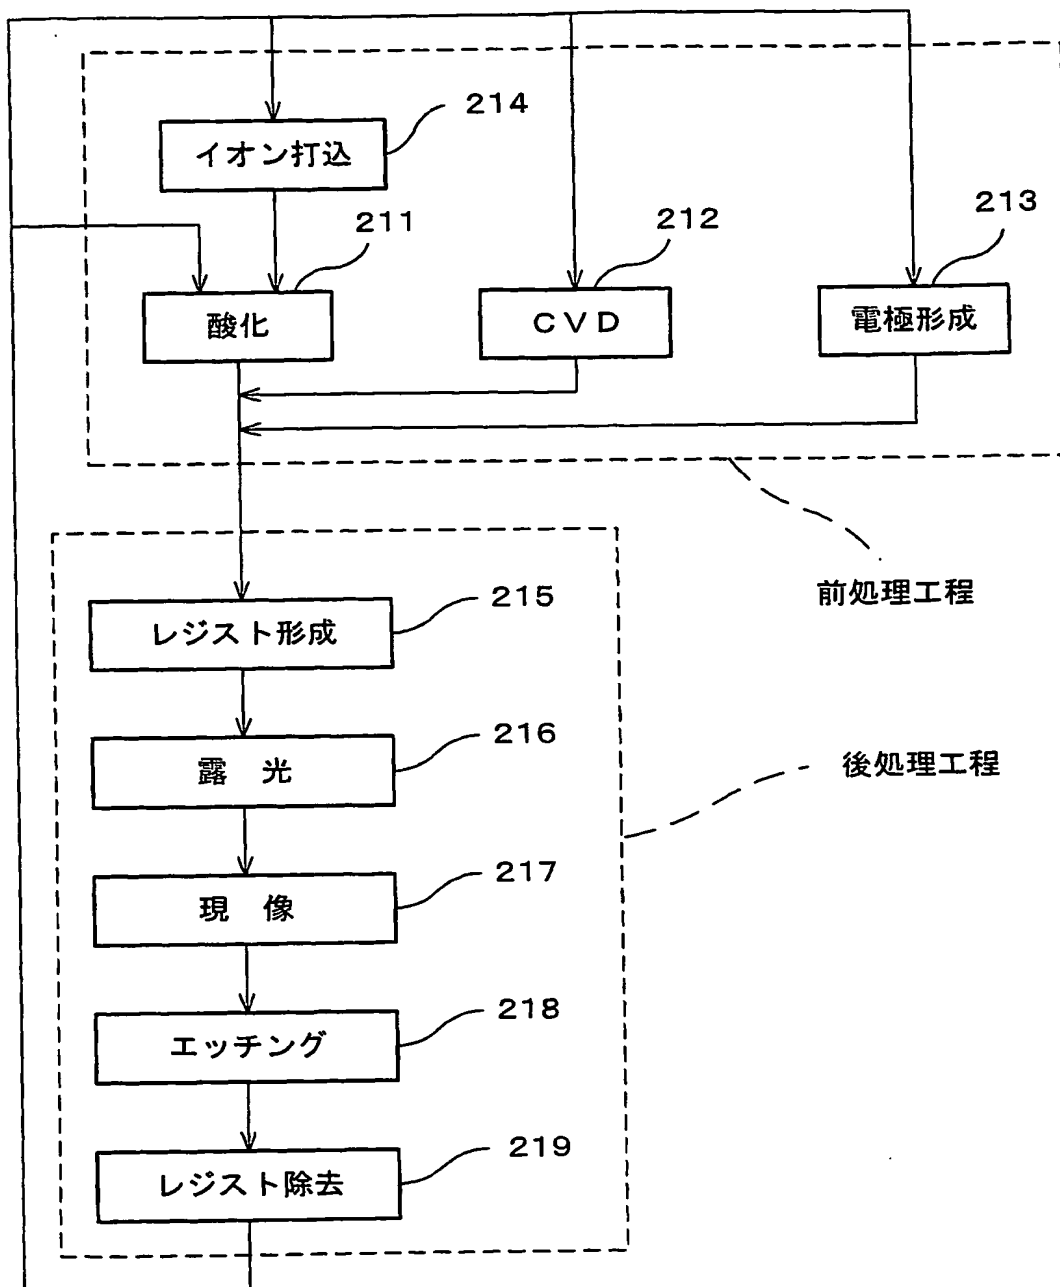 214
イオン打込
211
212
213
酸化
CVD
電極形成
前処理工程
215
レジスト形成
216
露 光
後処理工程
217
現 像
218
エッチング
219
レジスト除去